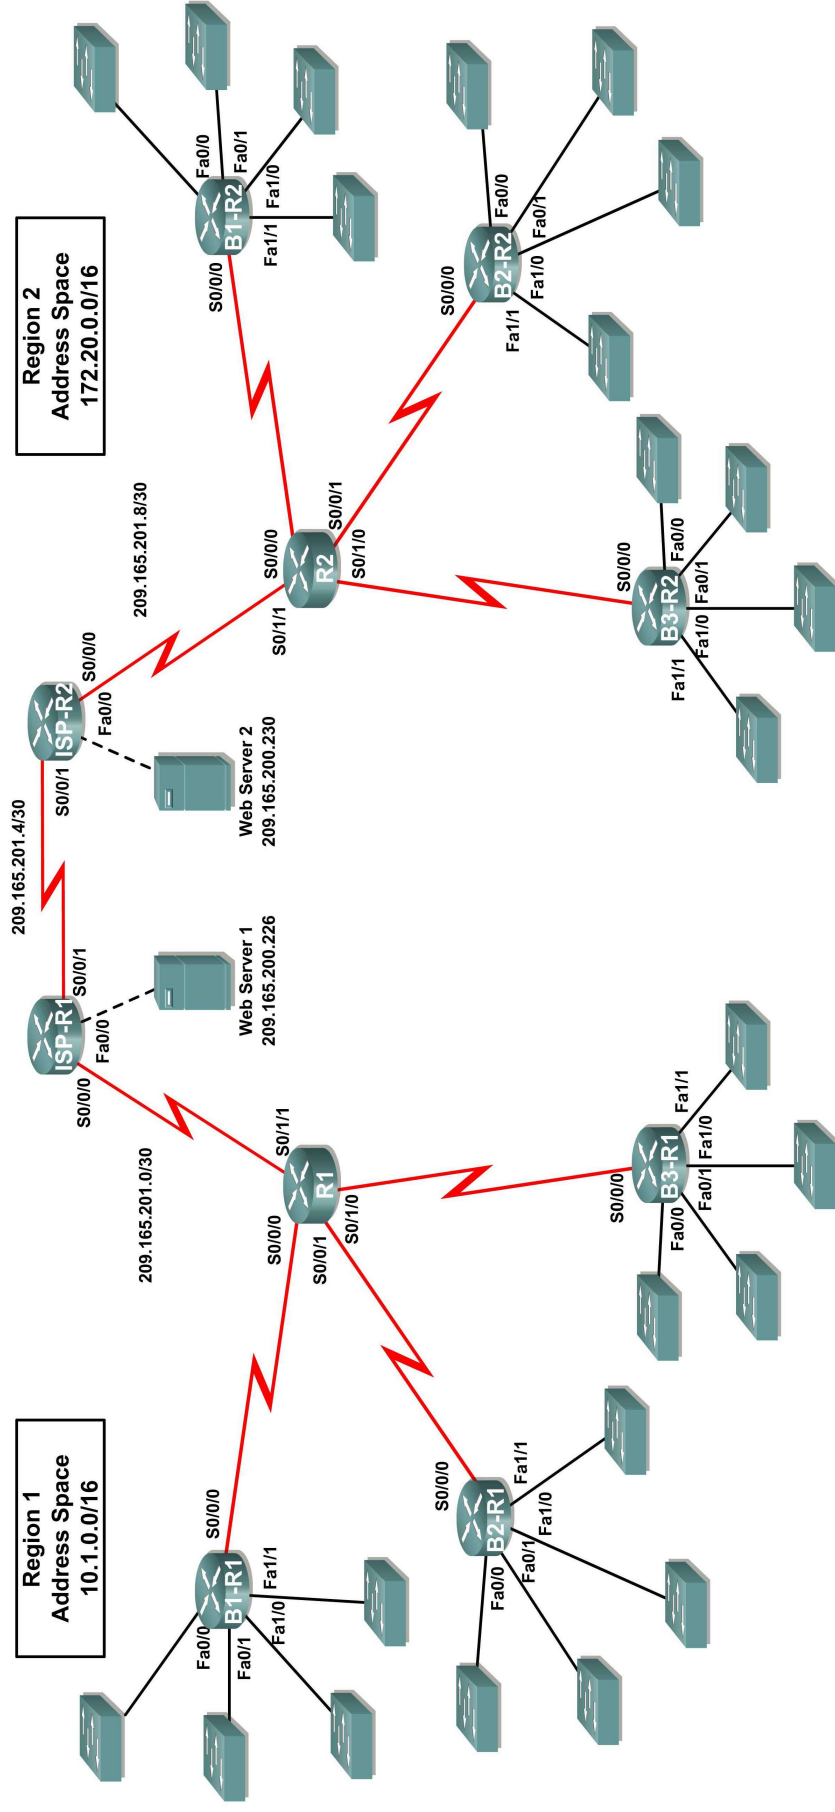 Region 1
Address Space
10.1.0.0/16
Region 2
Address Space
172.20.0.0/16
209.165.201.4/30
ISP-R1
S0/0/1
Fa0/0
S0/0/0
ISP-R2
S0/0/1
Fa0/0
S0/0/0
Web Server 1
209.165.200.226
Web Server 2
209.165.200.230
209.165.201.0/30
209.165.201.8/30
R1
S0/1/1
S0/0/0
S0/0/1
S0/1/0
R2
S0/1/1
S0/0/0
S0/0/1
S0/1/0
B1-R1
S0/0/0
Fa0/0
Fa0/1
Fa1/0
Fa1/1
B2-R1
S0/0/0
Fa0/0
Fa0/1
Fa1/0
Fa1/1
B3-R1
S0/0/0
Fa0/0
Fa0/1
Fa1/0
Fa1/1
B3-R2
S0/0/0
Fa0/0
Fa0/1
Fa1/0
Fa1/1
B2-R2
S0/0/0
Fa0/0
Fa0/1
Fa1/0
Fa1/1
B1-R2
S0/0/0
Fa0/0
Fa0/1
Fa1/0
Fa1/1